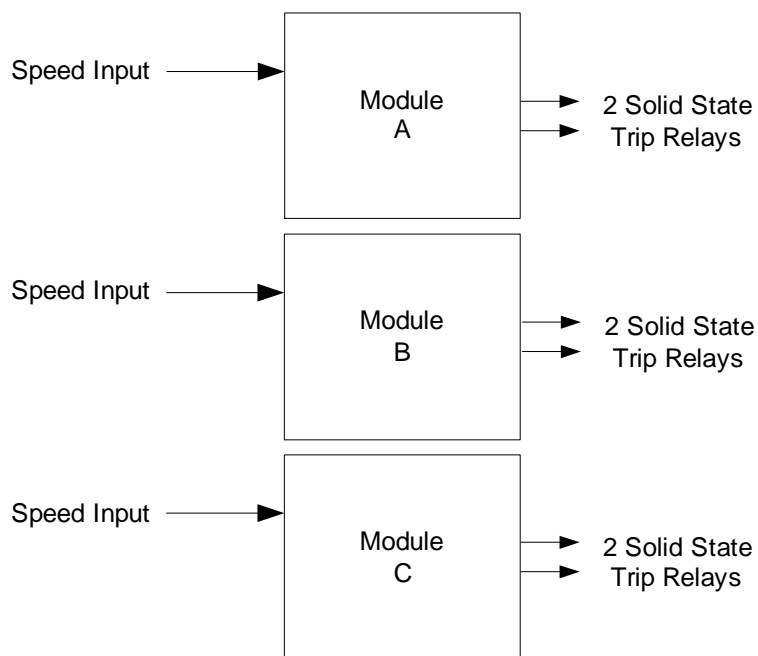 Speed Input
Module
A
2 Solid State
Trip Relays
Speed Input
Module
B
2 Solid State
Trip Relays
Speed Input
Module
C
2 Solid State
Trip Relays